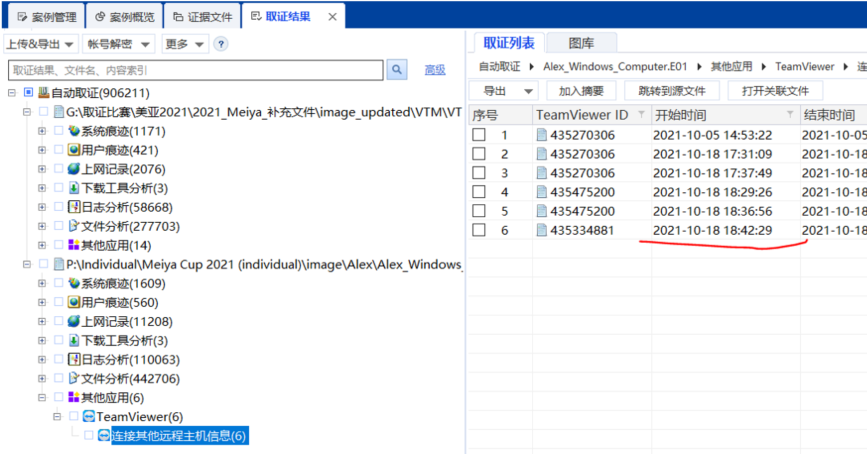 案例管理 案例概览 证据文件 取证结果
上传&导出 帐号解密 更多 ?
取证结果、文件名、内容索引 高级
自动取证(906211)
G:\取证比赛\美亚2021\2021_Meiya_补充文件\image_updated\VTM\VT
系统痕迹(1171)
用户痕迹(421)
上网记录(2076)
下载工具分析(3)
日志分析(58668)
文件分析(277703)
其他应用(14)
P:\Individual\Meiya Cup 2021 (individual)\image\Alex\Alex_Windows_
系统痕迹(1609)
用户痕迹(560)
上网记录(11208)
下载工具分析(3)
日志分析(110063)
文件分析(442706)
其他应用(6)
TeamViewer(6)
连接其他远程主机信息(6)
取证列表 图库
自动取证 Alex_Windows_Computer.E01 其他应用 TeamViewer 连
导出 加入摘要 跳转到源文件 打开关联文件
序号 TeamViewer ID 开始时间 结束时间
1 435270306 2021-10-05 14:53:22 2021-10-05
2 435270306 2021-10-18 17:31:09 2021-10-18
3 435270306 2021-10-18 17:37:49 2021-10-18
4 435475200 2021-10-18 18:29:26 2021-10-18
5 435475200 2021-10-18 18:36:56 2021-10-18
6 435334881 2021-10-18 18:42:29 2021-10-18